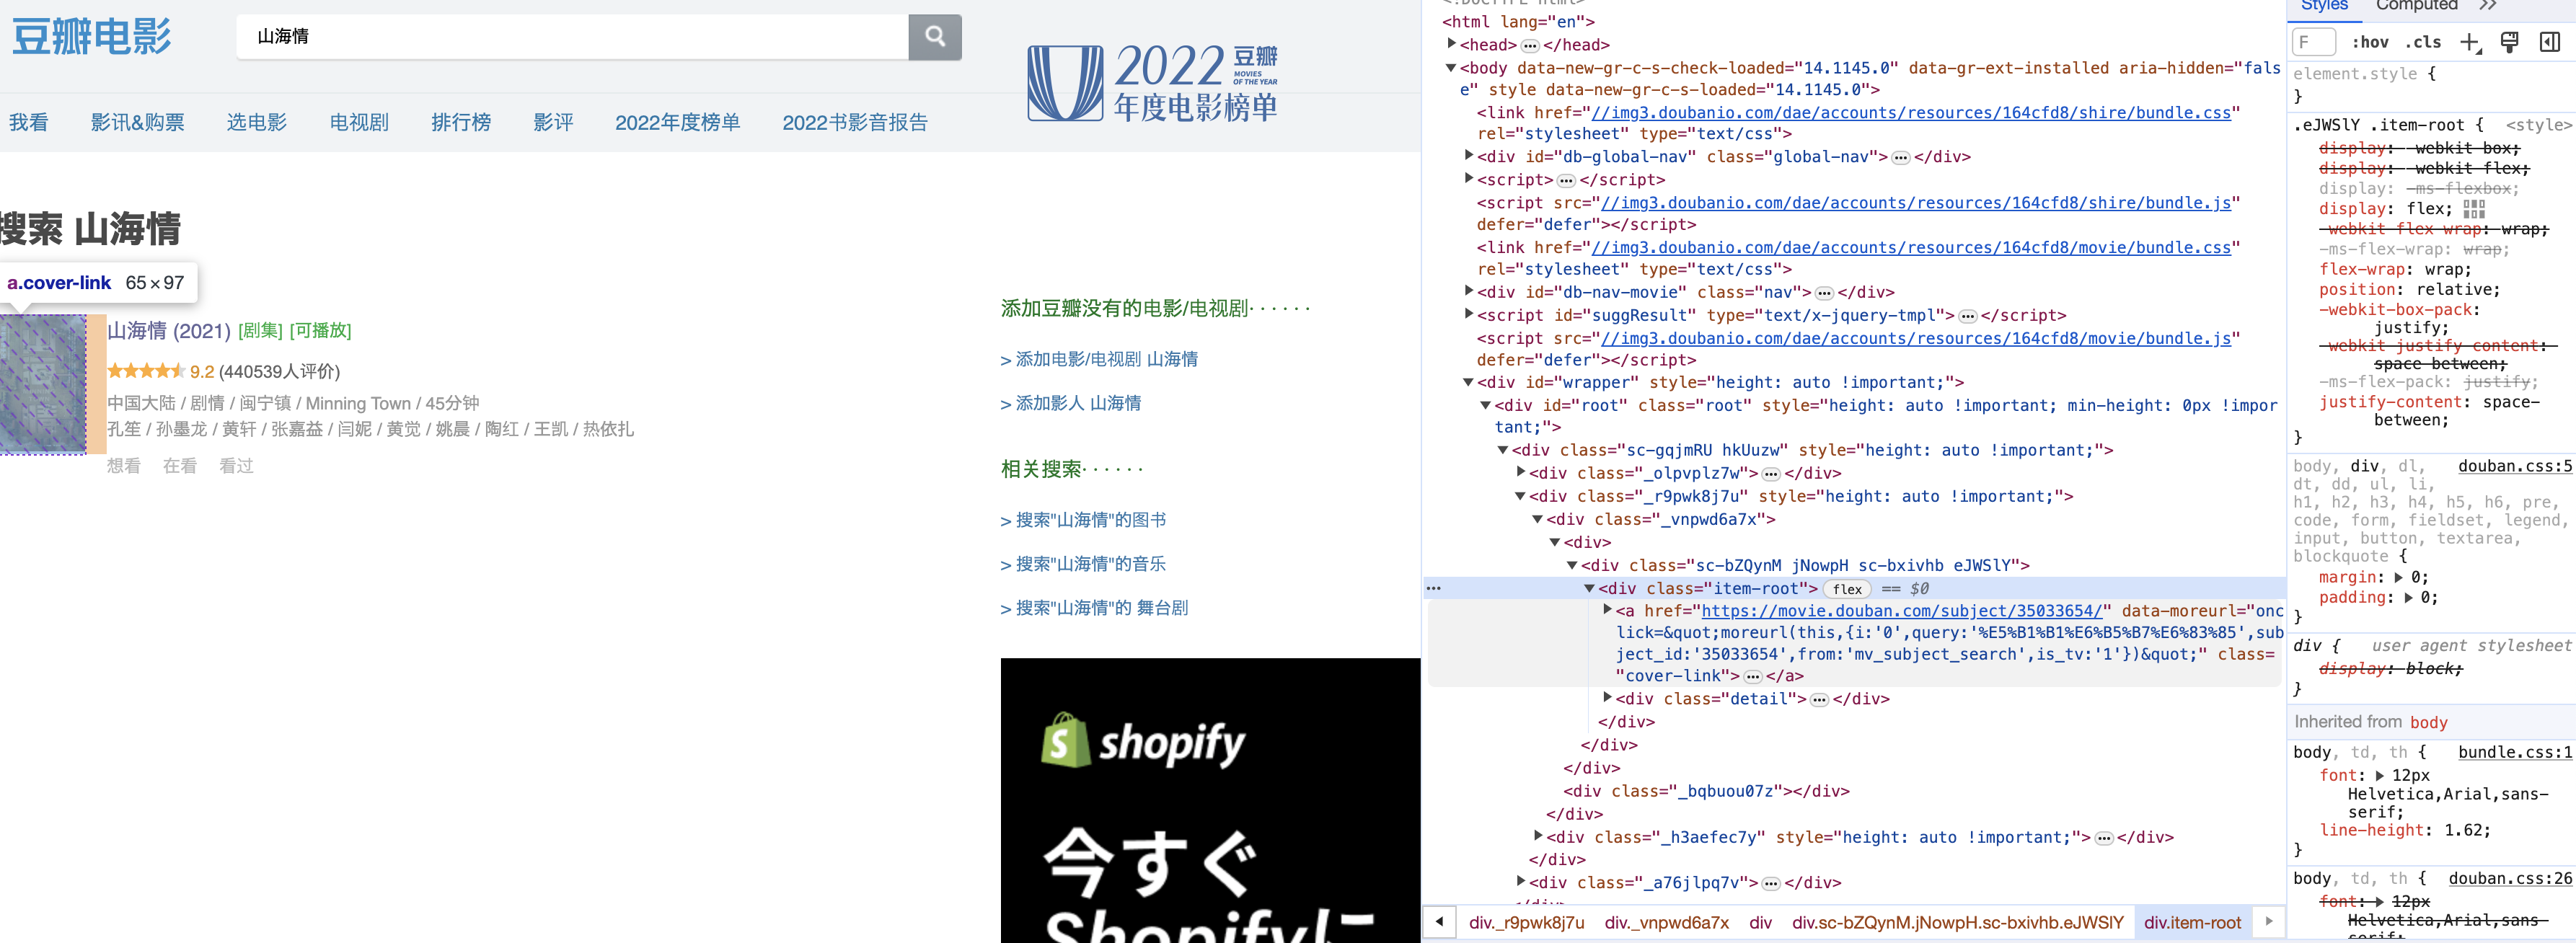 豆瓣电影
山海情
2022 豆瓣
MOVIES
OF THE YEAR
年度电影榜单
我看 影讯&购票 选电影 电视剧 排行榜 影评 2022年度榜单 2022书影音报告
搜索 山海情
a.cover-link 65 × 97
山海情 (2021) [剧集] [可播放]
9.2 (440539人评价)
中国大陆 / 剧情 / 闽宁镇 / Minning Town / 45分钟
孔笙 / 孙墨龙 / 黄轩 / 张嘉益 / 闫妮 / 黄觉 / 姚晨 / 陶红 / 王凯 / 热依扎
想看 在看 看过
添加豆瓣没有的电影/电视剧· · · · · ·
> 添加电影/电视剧 山海情
> 添加影人 山海情
相关搜索· · · · · ·
> 搜索"山海情"的图书
> 搜索"山海情"的音乐
> 搜索"山海情"的 舞台剧
shopify
今すぐ
Shopifyに
<!DOCTYPE html>
<html lang="en">
<head> ••• </head>
<body data-new-gr-c-s-check-loaded="14.1145.0" data-gr-ext-installed aria-hidden="fals
e" style data-new-gr-c-s-loaded="14.1145.0">
<link href="//img3.doubanio.com/dae/accounts/resources/164cfd8/shire/bundle.css"
rel="stylesheet" type="text/css">
<div id="db-global-nav" class="global-nav"> ••• </div>
<script> ••• </script>
<script src="//img3.doubanio.com/dae/accounts/resources/164cfd8/shire/bundle.js"
defer="defer"></script>
<link href="//img3.doubanio.com/dae/accounts/resources/164cfd8/movie/bundle.css"
rel="stylesheet" type="text/css">
<div id="db-nav-movie" class="nav"> ••• </div>
<script id="suggResult" type="text/x-jquery-tmpl"> ••• </script>
<script src="//img3.doubanio.com/dae/accounts/resources/164cfd8/movie/bundle.js"
defer="defer"></script>
<div id="wrapper" style="height: auto !important;">
<div id="root" class="root" style="height: auto !important; min-height: 0px !impor
tant;">
<div class="sc-gqjmRU hkUuzw" style="height: auto !important;">
<div class="_olpvplz7w"> ••• </div>
<div class="_r9pwk8j7u" style="height: auto !important;">
<div class="_vnpwd6a7x">
<div>
<div class="sc-bZQynM jNowpH sc-bxivhb eJWSlY">
••• <div class="item-root"> flex == $0
<a href="https://movie.douban.com/subject/35033654/" data-moreurl="onc
lick=&quot;moreurl(this,{i:'0',query:'%E5%B1%B1%E6%B5%B7%E6%83%85',sub
ject_id:'35033654',from:'mv_subject_search',is_tv:'1'})&quot;" class=
"cover-link"> ••• </a>
<div class="detail"> ••• </div>
</div>
</div>
</div>
<div class="_bqbuou07z"></div>
</div>
<div class="_h3aefec7y" style="height: auto !important;"> ••• </div>
</div>
<div class="_a76jlpq7v"> ••• </div>
</div>
div._r9pwk8j7u div._vnpwd6a7x div div.sc-bZQynM.jNowpH.sc-bxivhb.eJWSlY div.item-root
Styles Computed >>
F :hov .cls
element.style {
}
.eJWSlY .item-root { <style>
display: -webkit-box;
display: -webkit-flex;
display: -ms-flexbox;
display: flex;
-webkit-flex-wrap: wrap;
-ms-flex-wrap: wrap;
flex-wrap: wrap;
position: relative;
-webkit-box-pack:
justify;
-webkit-justify-content:
space-between;
-ms-flex-pack: justify;
justify-content: space-
between;
}
body, div, dl, douban.css:5
dt, dd, ul, li,
h1, h2, h3, h4, h5, h6, pre,
code, form, fieldset, legend,
input, button, textarea,
blockquote {
margin: 0;
padding: 0;
}
div { user agent stylesheet
display: block;
}
Inherited from body
body, td, th { bundle.css:1
font: 12px
Helvetica,Arial,sans-
serif;
line-height: 1.62;
}
body, td, th { douban.css:26
font: 12px
Helvetica,Arial,sans-
serif;